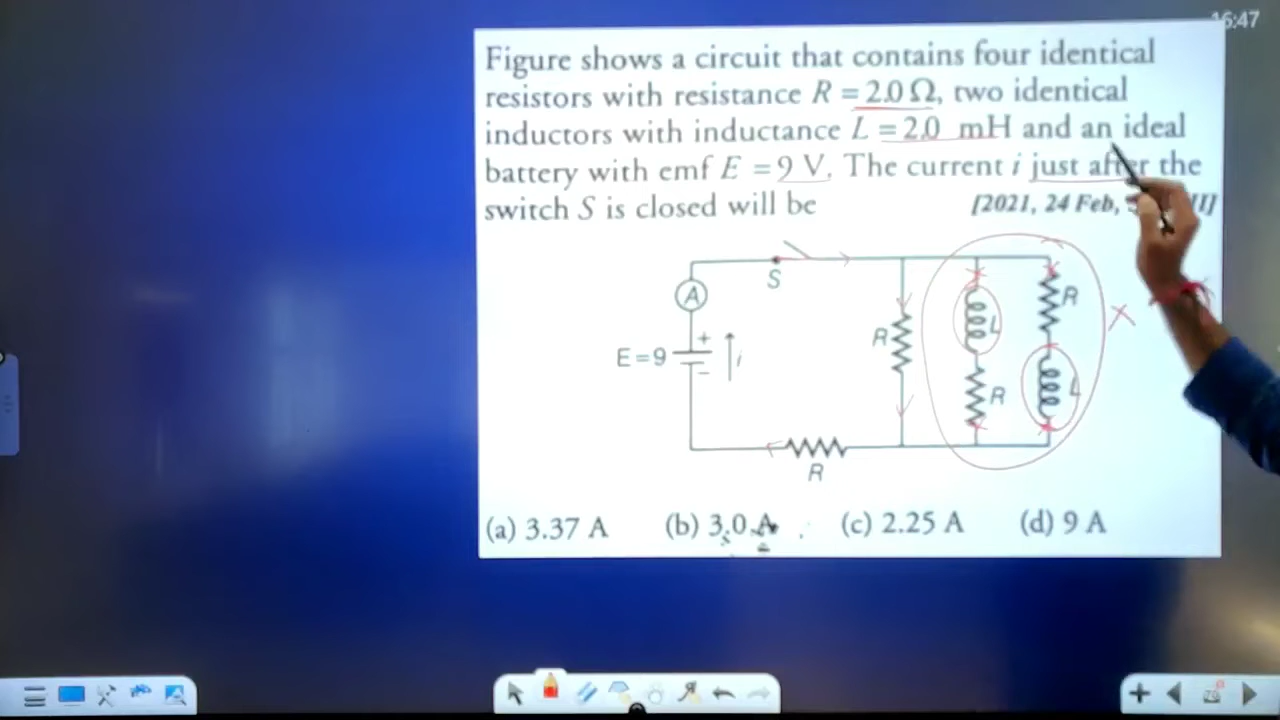 16:47
Figure shows a circuit that contains four identical
resistors with resistance R = 2.0 Ω, two identical
inductors with inductance L = 2.0 mH and an ideal
battery with emf E = 9 V. The current i just after the
switch S is closed will be
[2021, 24 Feb,
S
A
R
L
R
R
E=9
+
i
−
R
L
R
(a) 3.37 A (b) 3.0 A (c) 2.25 A (d) 9 A